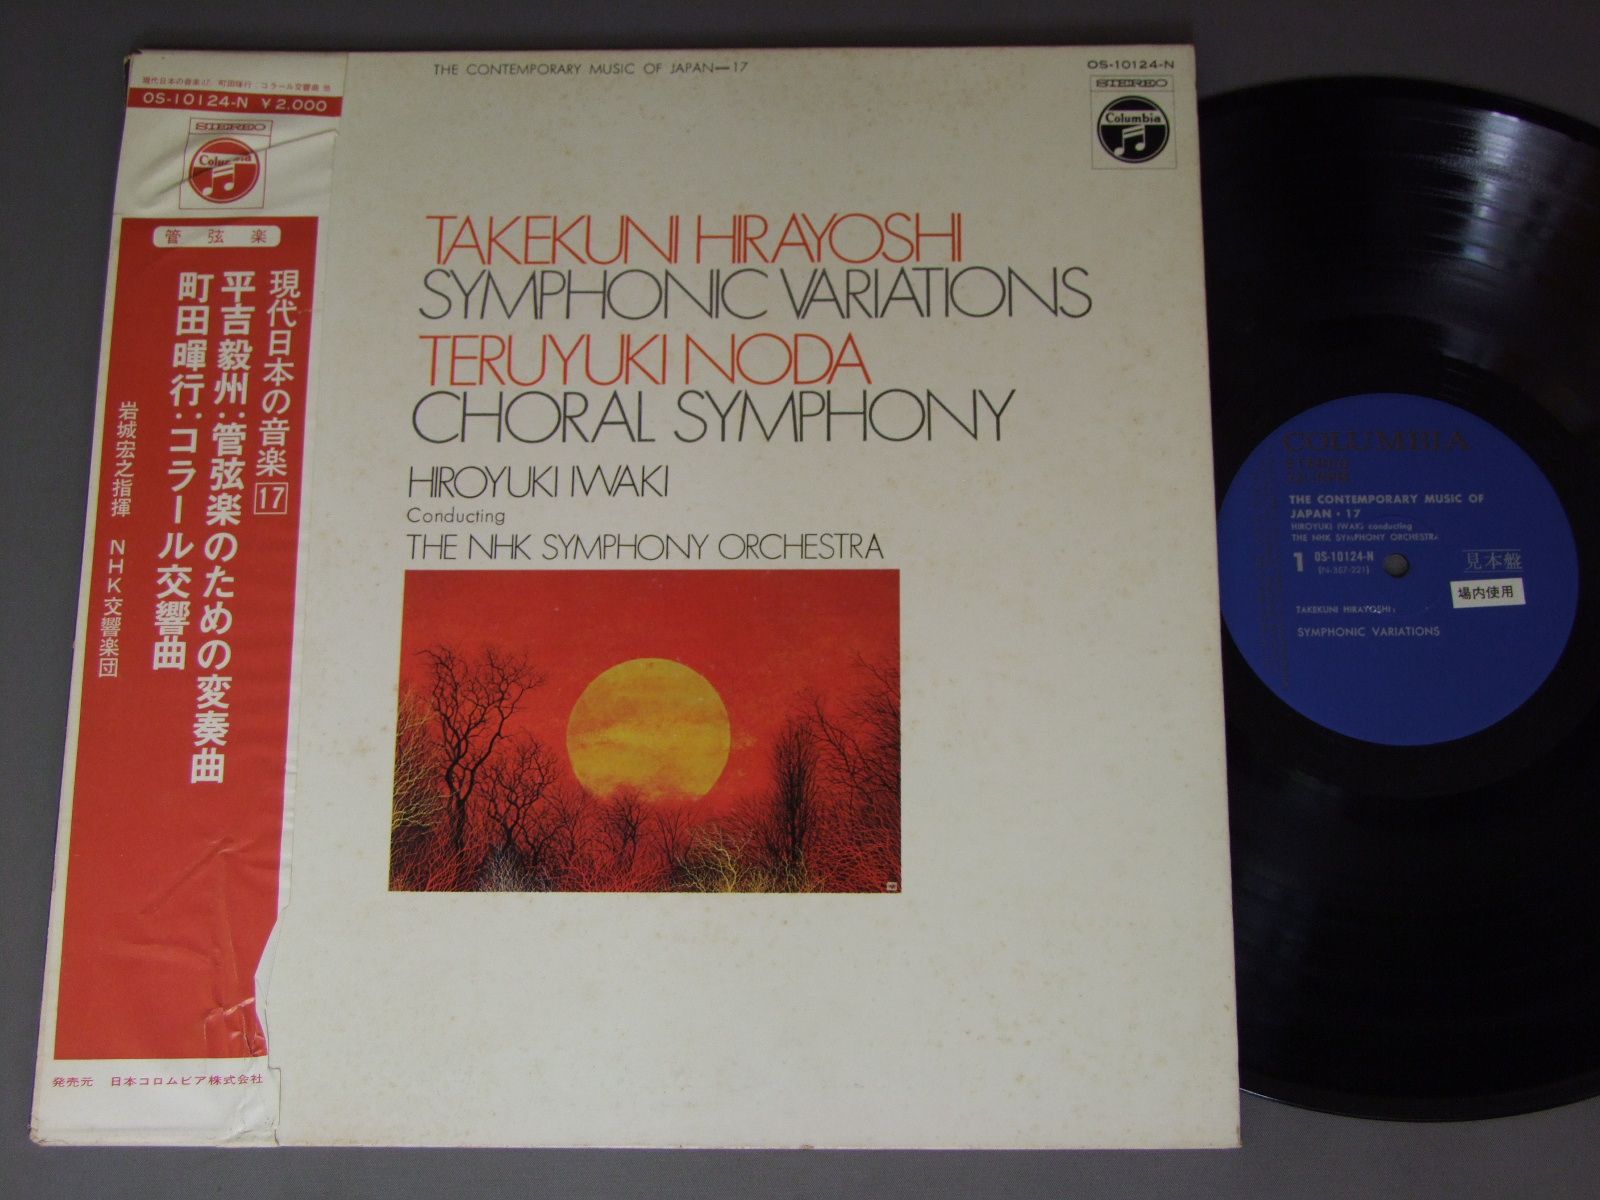 現代日本の音楽17. 町田暉行：コラール交響曲 他
OS-10124-N ¥2.000
STEREO
Columbia
管弦楽
現代日本の音楽17
平吉毅州：管弦楽のための変奏曲
町田暉行：コラール交響曲
岩城宏之指揮 NHK交響楽団
発売元 日本コロムビア株式会社
THE CONTEMPORARY MUSIC OF JAPAN—17
OS-10124-N
STEREO
Columbia
TAKEKUNI HIRAYOSHI
SYMPHONIC VARIATIONS
TERUYUKI NODA
CHORAL SYMPHONY
HIROYUKI IWAKI
Conducting
THE NHK SYMPHONY ORCHESTRA
COLUMBIA
STEREO
THE CONTEMPORARY MUSIC OF
JAPAN・17
HIROYUKI IWAKI conducting
THE NHK SYMPHONY ORCHESTRA
1 OS-10124-N 見本盤
(N-367-221)
場内使用
TAKEKUNI HIRAYOSHI:
SYMPHONIC VARIATIONS